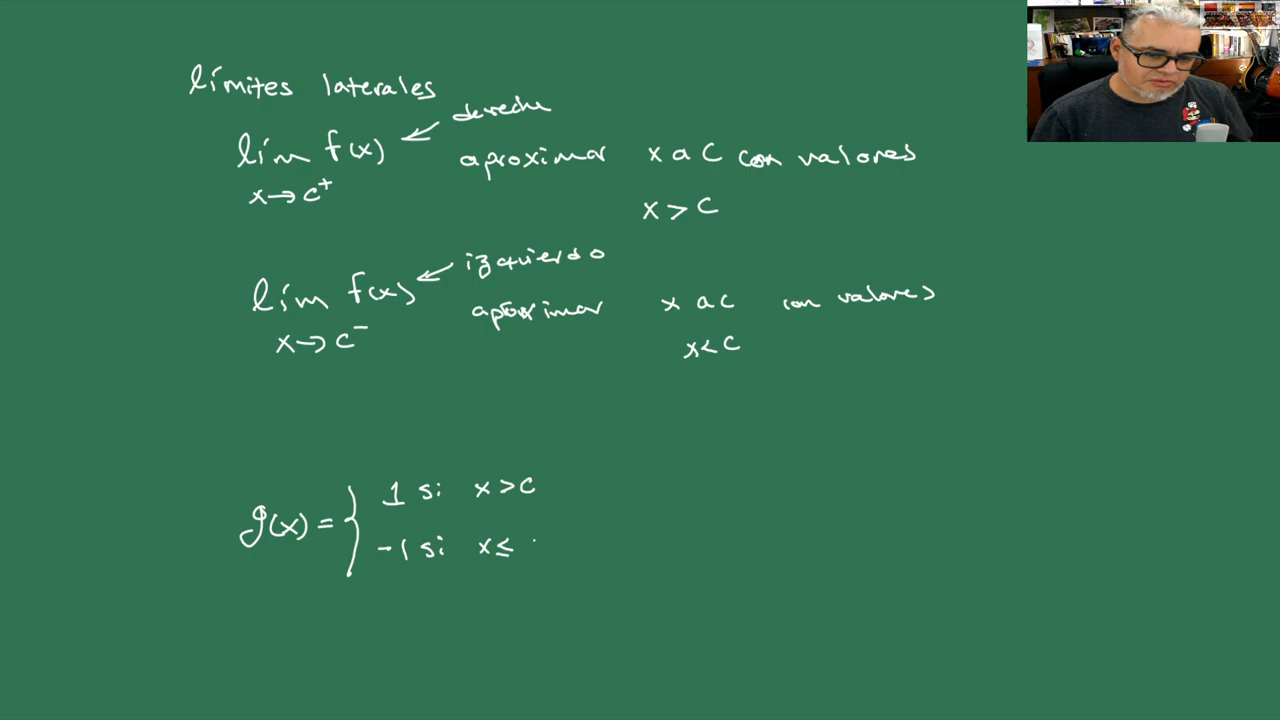 límites laterales
lím f(x) ← derecha
x→c⁺ aproximar x a c con valores
x > c
lím f(x) ← izquierdo
x→c⁻ aproximar x a c con valores
x < c
g(x) = { 1 si x > c
-1 si x ≤